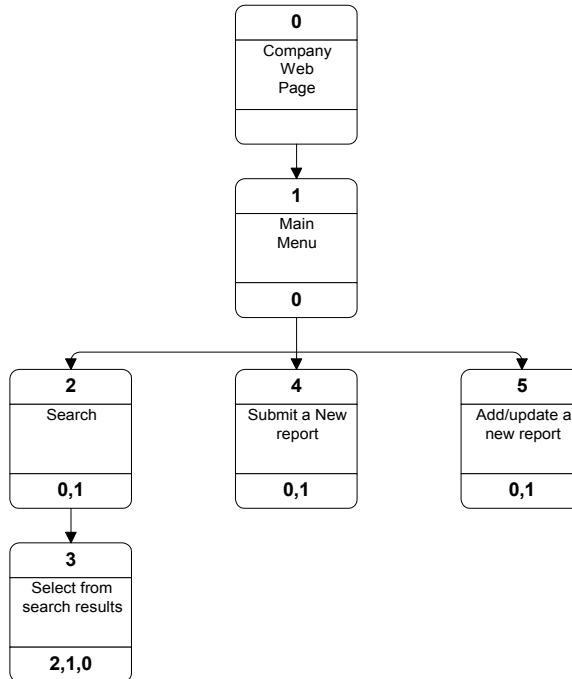 0
Company
Web
Page
1
Main
Menu
0
2
Search
0,1
4
Submit a New
report
0,1
5
Add/update a
new report
0,1
3
Select from
search results
2,1,0